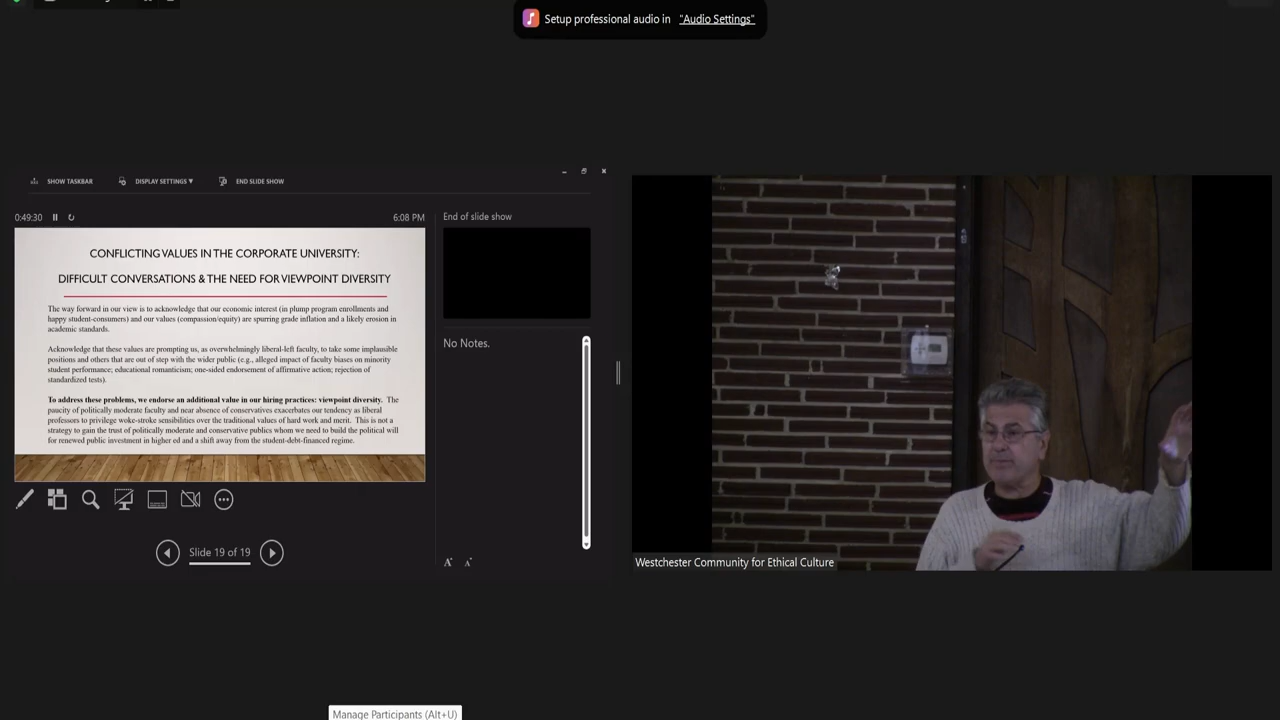 Setup professional audio in "Audio Settings"
SHOW TASKBAR DISPLAY SETTINGS ▼ END SLIDE SHOW
0:49:30 6:08 PM
End of slide show
CONFLICTING VALUES IN THE CORPORATE UNIVERSITY:
DIFFICULT CONVERSATIONS & THE NEED FOR VIEWPOINT DIVERSITY
The way forward in our view is to acknowledge that our economic interest (in plump program enrollments and
happy student-consumers) and our values (compassion/equity) are spurring grade inflation and a likely erosion in
academic standards.
Acknowledge that these values are prompting us, as overwhelmingly liberal-left faculty, to take some implausible
positions and others that are out of step with the wider public (e.g., alleged impact of faculty biases on minority
student performance; educational romanticism; one-sided endorsement of affirmative action; rejection of
standardized tests).
To address these problems, we endorse an additional value in our hiring practices: viewpoint diversity. The
paucity of politically moderate faculty and near absence of conservatives exacerbates our tendency as liberal
professors to privilege woke-stroke sensibilities over the traditional values of hard work and merit. This is not a
strategy to gain the trust of politically moderate and conservative publics whom we need to build the political will
for renewed public investment in higher ed and a shift away from the student-debt-financed regime.
No Notes.
Slide 19 of 19
A A
Westchester Community for Ethical Culture
Manage Participants (Alt+U)